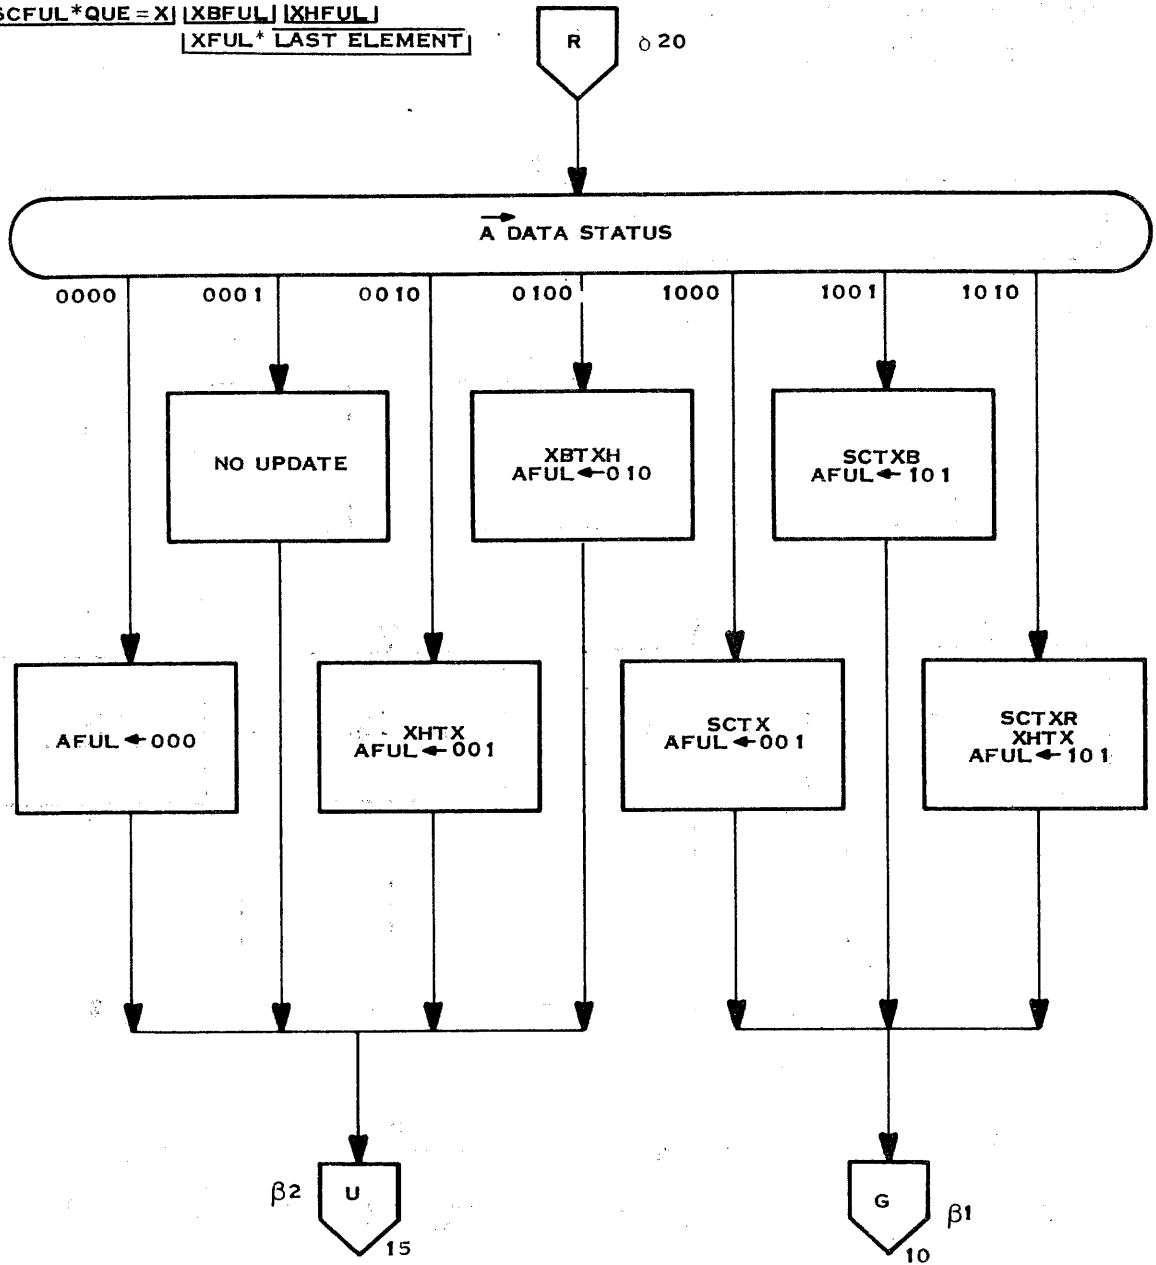 SCFUL*QUE=X XBFUL XHFUL
XFUL* LAST ELEMENT
R δ20
A DATA STATUS
0000 0001 0010 0100 1000 1001 1010
NO UPDATE
XBTXH
AFUL←010
SCTXB
AFUL←101
AFUL←000
XHTX
AFUL←001
SCTX
AFUL←001
SCTXR
XHTX
AFUL←101
β2 U
15
G β1
10